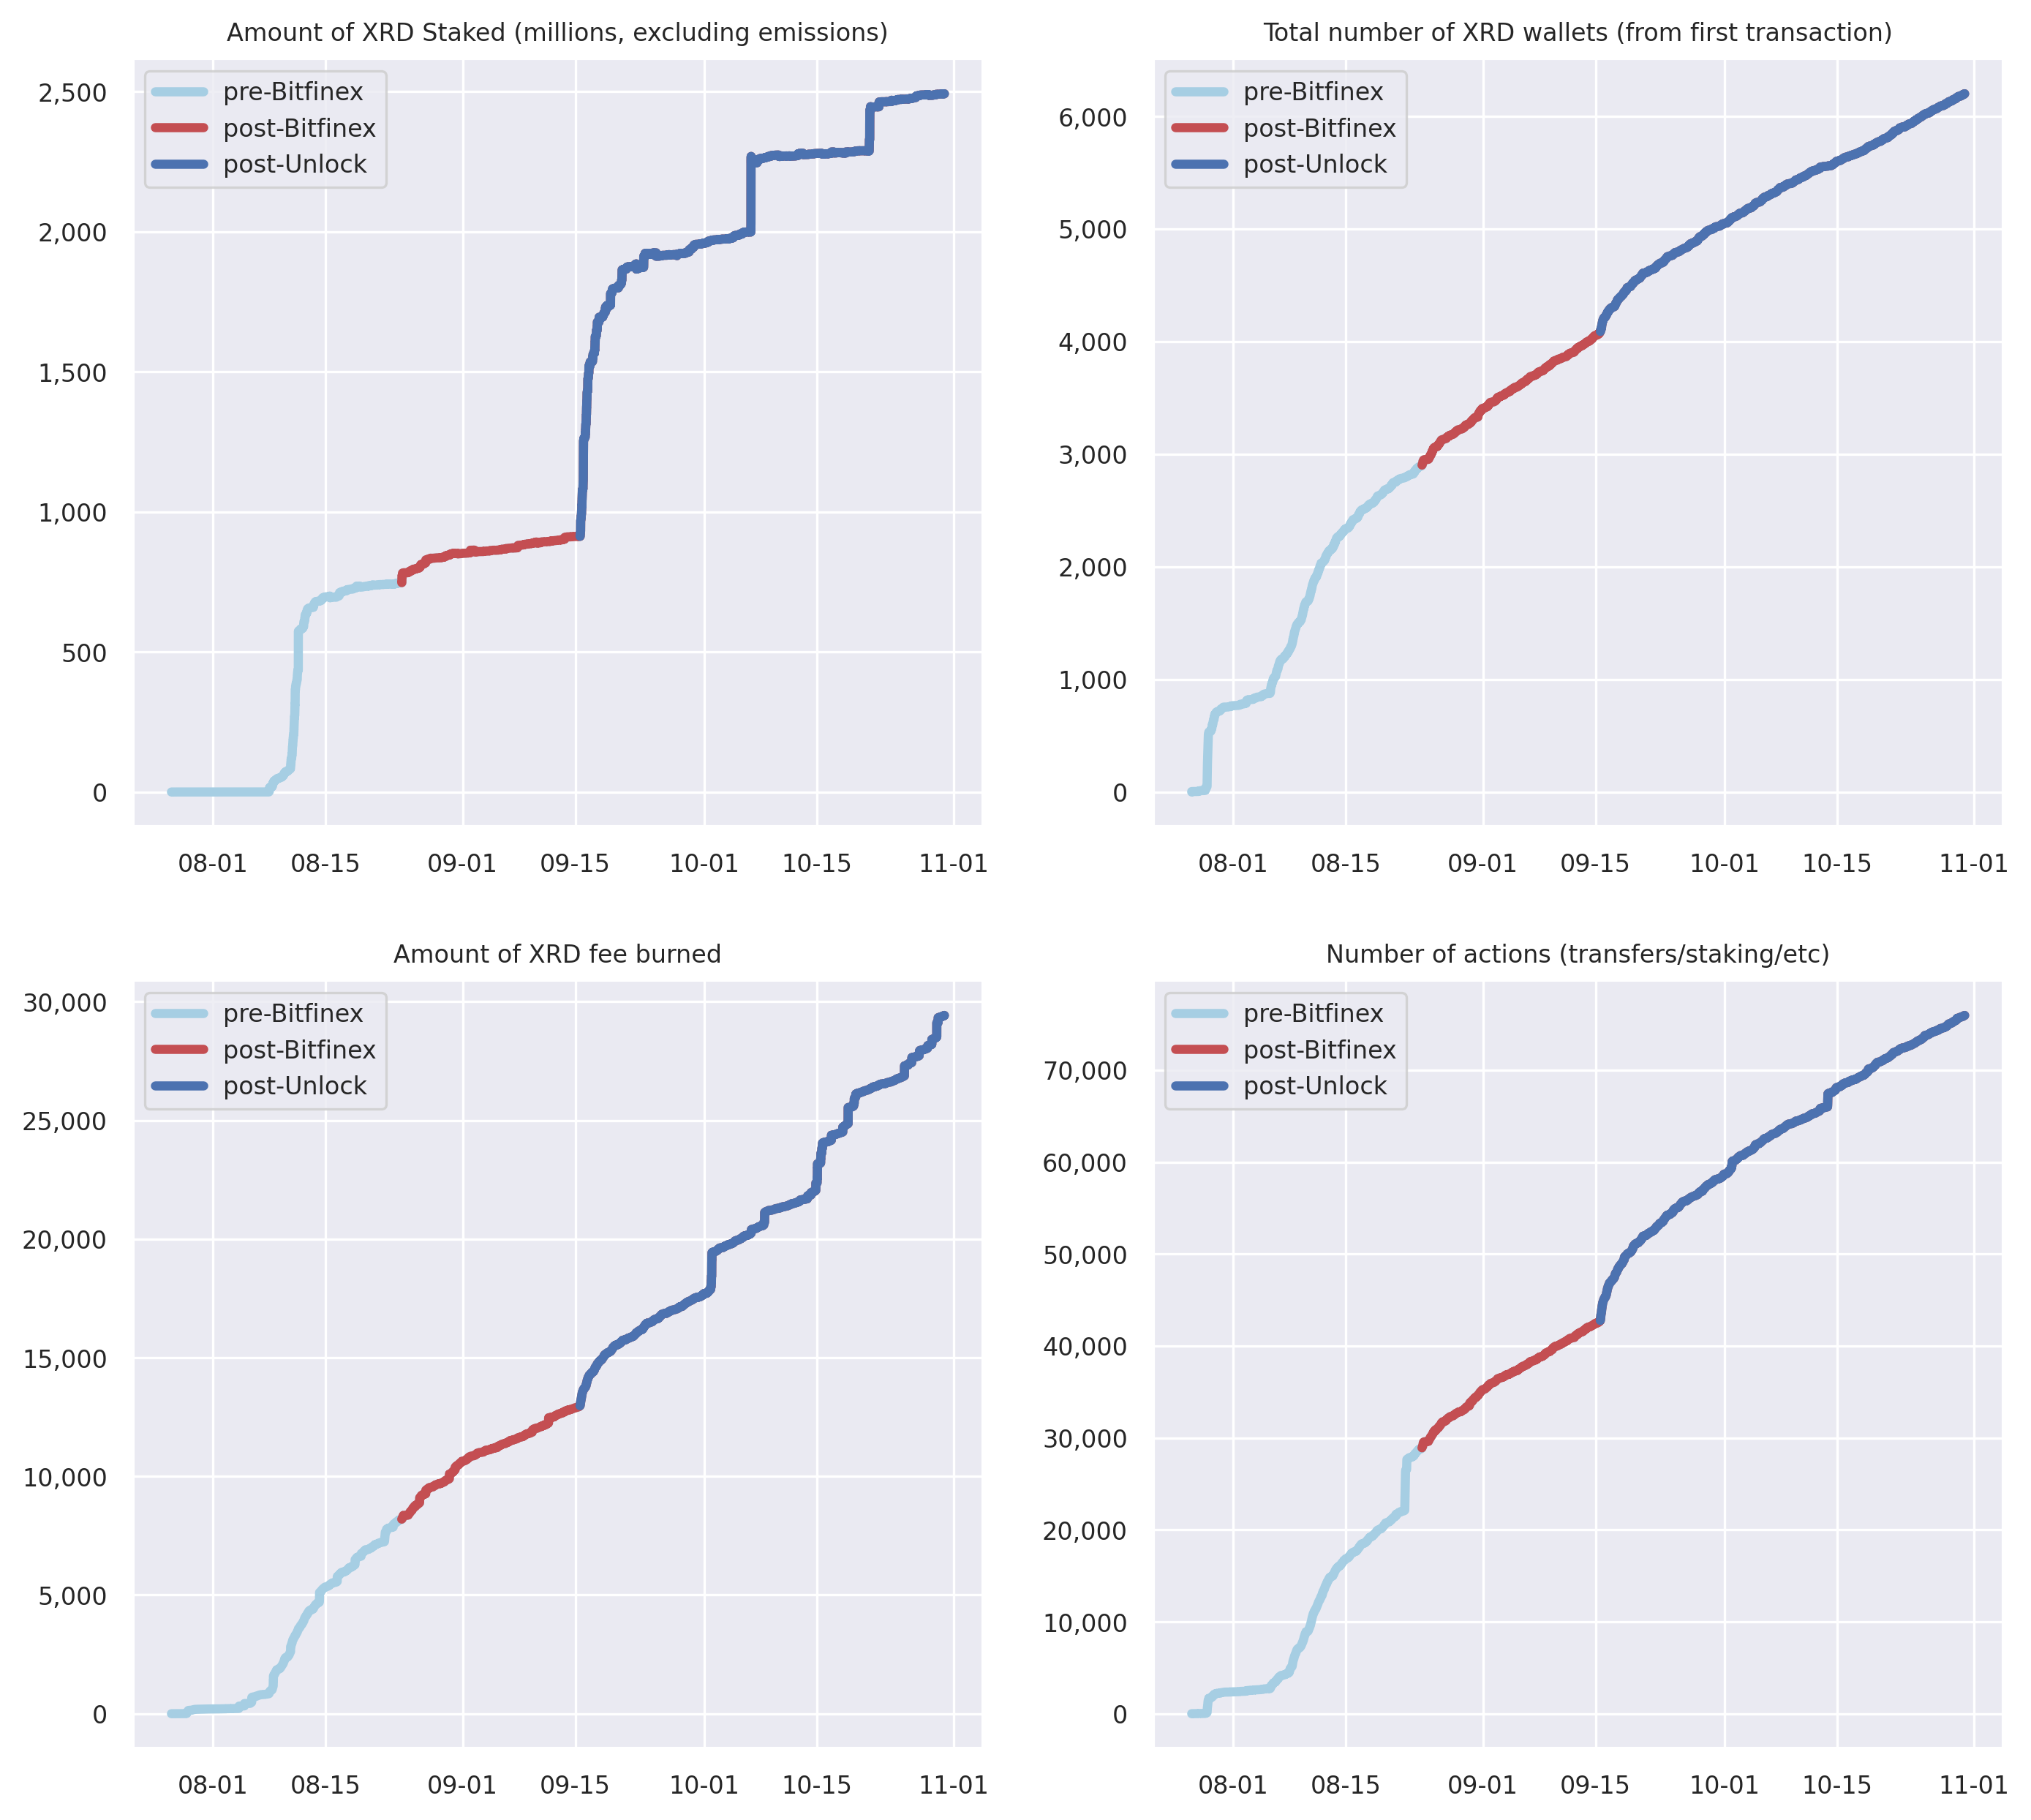 Amount of XRD Staked (millions, excluding emissions)
pre-Bitfinex
post-Bitfinex
post-Unlock
2,500
2,000
1,500
1,000
500
0
08-01 08-15 09-01 09-15 10-01 10-15 11-01
Total number of XRD wallets (from first transaction)
pre-Bitfinex
post-Bitfinex
post-Unlock
6,000
5,000
4,000
3,000
2,000
1,000
0
08-01 08-15 09-01 09-15 10-01 10-15 11-01
Amount of XRD fee burned
pre-Bitfinex
post-Bitfinex
post-Unlock
30,000
25,000
20,000
15,000
10,000
5,000
0
08-01 08-15 09-01 09-15 10-01 10-15 11-01
Number of actions (transfers/staking/etc)
pre-Bitfinex
post-Bitfinex
post-Unlock
70,000
60,000
50,000
40,000
30,000
20,000
10,000
0
08-01 08-15 09-01 09-15 10-01 10-15 11-01